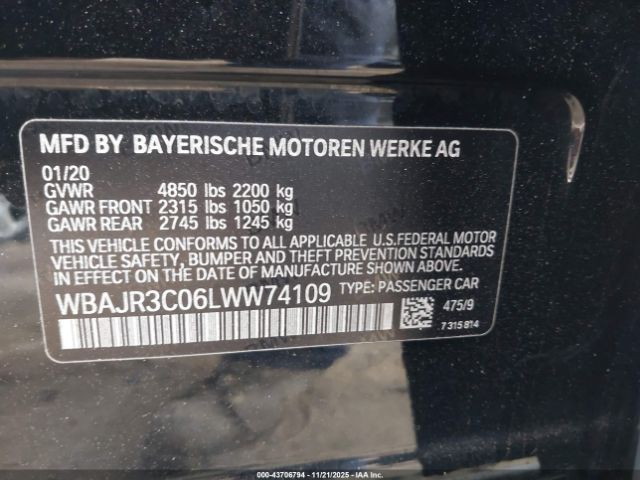 MFD BY BAYERISCHE MOTOREN WERKE AG
01/20
GVWR 4850 lbs 2200 kg
GAWR FRONT 2315 lbs 1050 kg
GAWR REAR 2745 lbs 1245 kg
THIS VEHICLE CONFORMS TO ALL APPLICABLE U.S.FEDERAL MOTOR
VEHICLE SAFETY, BUMPER AND THEFT PREVENTION STANDARDS
IN EFFECT ON THE DATE OF MANUFACTURE SHOWN ABOVE.
WBAJR3C06LWW74109 TYPE: PASSENGER CAR
475/9
7315814
000-43706794 - 11/21/2025 - IAA Inc.